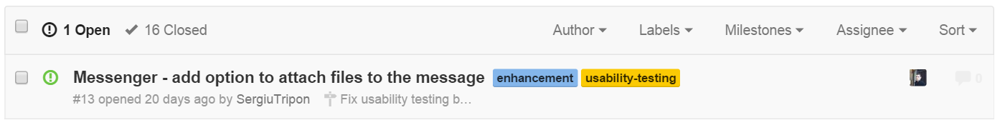 1 Open 16 Closed Author Labels Milestones Assignee Sort
Messenger - add option to attach files to the message enhancement usability-testing 0
#13 opened 20 days ago by SergiuTripon Fix usability testing b…